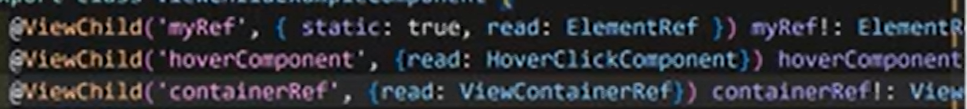 @ViewChild('myRef', { static: true, read: ElementRef }) myRef!: ElementR
@ViewChild('hoverComponent', {read: HoverClickComponent}) hoverComponent
@ViewChild('containerRef', {read: ViewContainerRef}) containerRef!: View